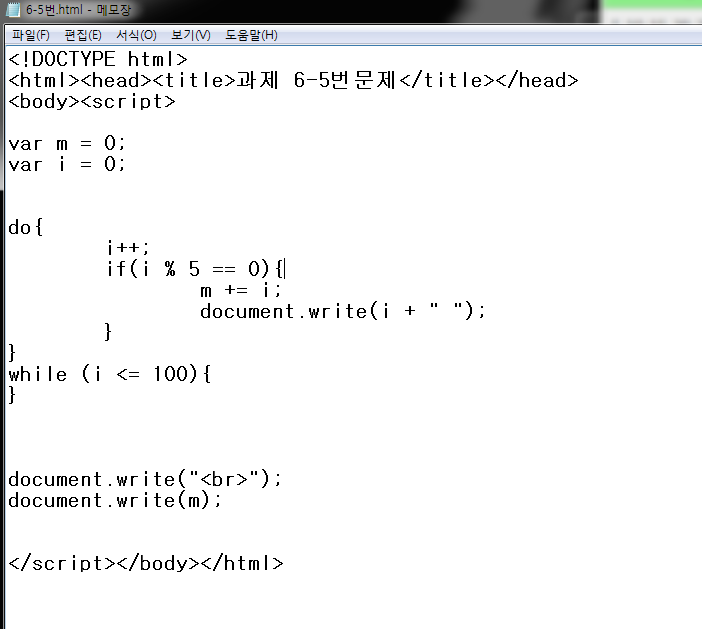 6-5번.html - 메모장
파일(F) 편집(E) 서식(O) 보기(V) 도움말(H)
<!DOCTYPE html>
<html><head><title>과제 6-5번문제</title></head>
<body><script>
var m = 0;
var i = 0;
do{
i++;
if(i % 5 == 0){
m += i;
document.write(i + " ");
}
}
while (i <= 100){
}
document.write("<br>");
document.write(m);
</script></body></html>